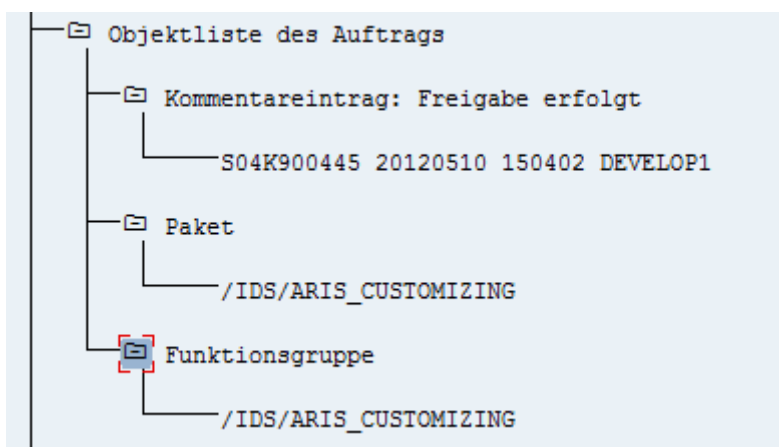 Objektliste des Auftrags
Kommentareintrag: Freigabe erfolgt
S04K900445 20120510 150402 DEVELOP1
Paket
/IDS/ARIS_CUSTOMIZING
Funktionsgruppe
/IDS/ARIS_CUSTOMIZING